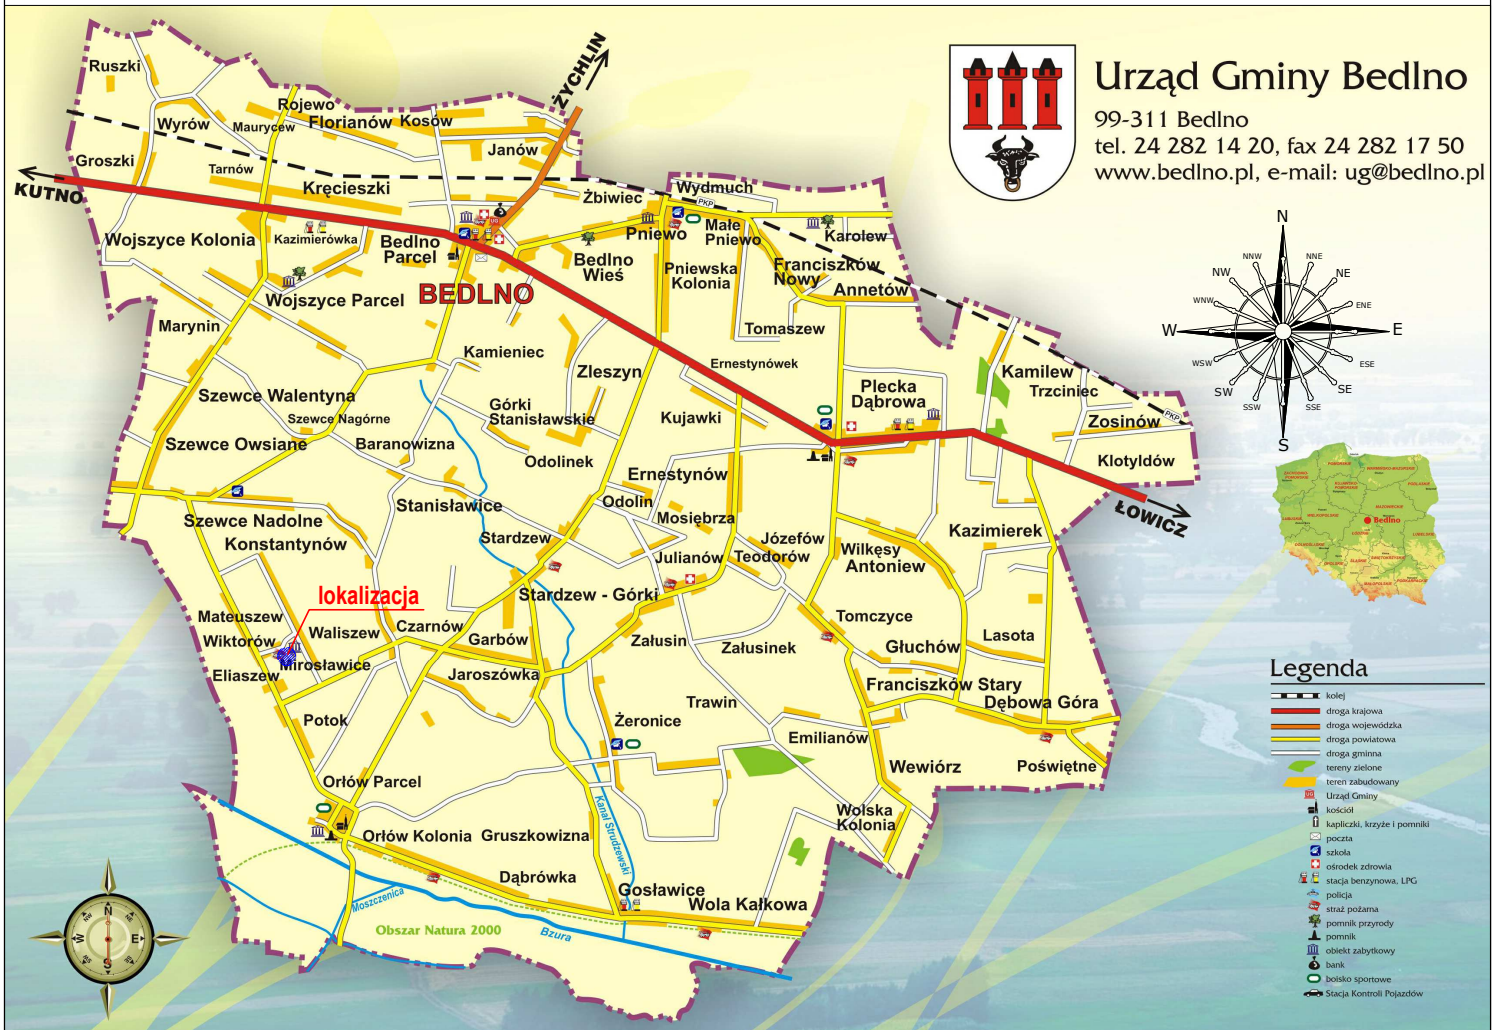 Urząd Gminy Bedlno
99-311 Bedlno
tel. 24 282 14 20, fax 24 282 17 50
www.bedlno.pl, e-mail: ug@bedlno.pl
ŻYCHLIN
Ruszki
Rojewo
Wyrów
Maurycew
Florianów
Kosów
Janów
Groszki
Tarnów
KUTNO
Kręcieszki
Żbiwiec
Wydmuch
PKP
Wojszyce Kolonia
Kazimierówka
Bedlno
Parcel
Pniewo
Małe
Pniewo
Karolew
Bedlno
Wieś
Pniewska
Kolonia
Franciszków
Nowy
Annetów
Wojszyce Parcel
BEDLNO
Marynin
Tomaszew
Kamieniec
Zleszyn
Ernestynówek
Kamilew
Trzciniec
Plecka
Dąbrowa
Szewce Walentyna
Szewce Nagórne
Górki
Stanisławskie
Kujawki
PKP
Zosinów
Szewce Owsiane
Baranowizna
Odolinek
Klotyldów
Ernestynów
Stanisławice
Odolin
ŁOWICZ
Szewce Nadolne
Mosiębrza
Konstantynów
Stardzew
Józefów
Kazimierek
Julianów
Teodorów
Wilkęsy
Antoniew
lokalizacja
Stardzew - Górki
Mateuszew
Waliszew
Czarnów
Tomczyce
Wiktorów
Garbów
Załusin
Załusinek
Głuchów
Lasota
Mirosławice
Eliaszew
Jaroszówka
Franciszków Stary
Trawin
Dębowa Góra
Potok
Żeronice
Emilianów
Wewiórz
Poświętne
Orłów Parcel
Kanał Strudzewski
Wolska
Kolonia
Orłów Kolonia
Gruszkowizna
Dąbrówka
Gosławice
Moszczenica
Wola Kałkowa
Obszar Natura 2000
Bzura
N
NNW
NNE
NW
NE
WNW
ENE
W
E
WSW
ESE
SW
SE
SSW
SSE
S
Bedlno
N
NW
NE
W
E
SW
SE
S
Legenda
kolej
droga krajowa
droga wojewódzka
droga powiatowa
droga gminna
tereny zielone
teren zabudowany
Urząd Gminy
kościół
kapliczki, krzyże i pomniki
poczta
szkoła
ośrodek zdrowia
stacja benzynowa, LPG
policja
straż pożarna
pomnik przyrody
pomnik
obiekt zabytkowy
bank
boisko sportowe
Stacja Kontroli Pojazdów